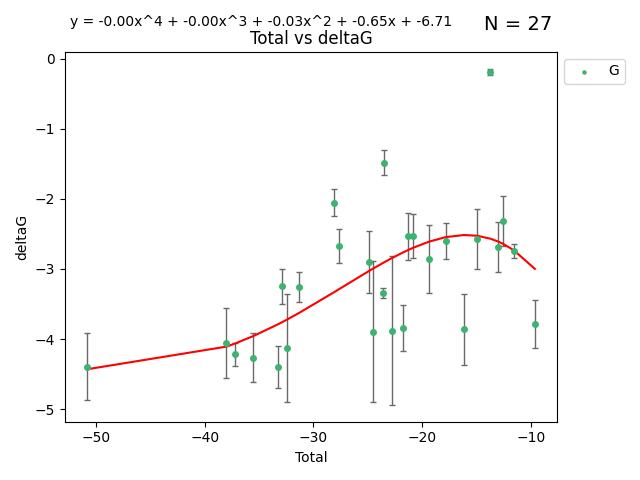 y = -0.00x^4 + -0.00x^3 + -0.03x^2 + -0.65x + -6.71
N = 27
Total vs deltaG
G
0
−1
−2
−3
−4
−5
deltaG
−50 −40 −30 −20 −10
Total